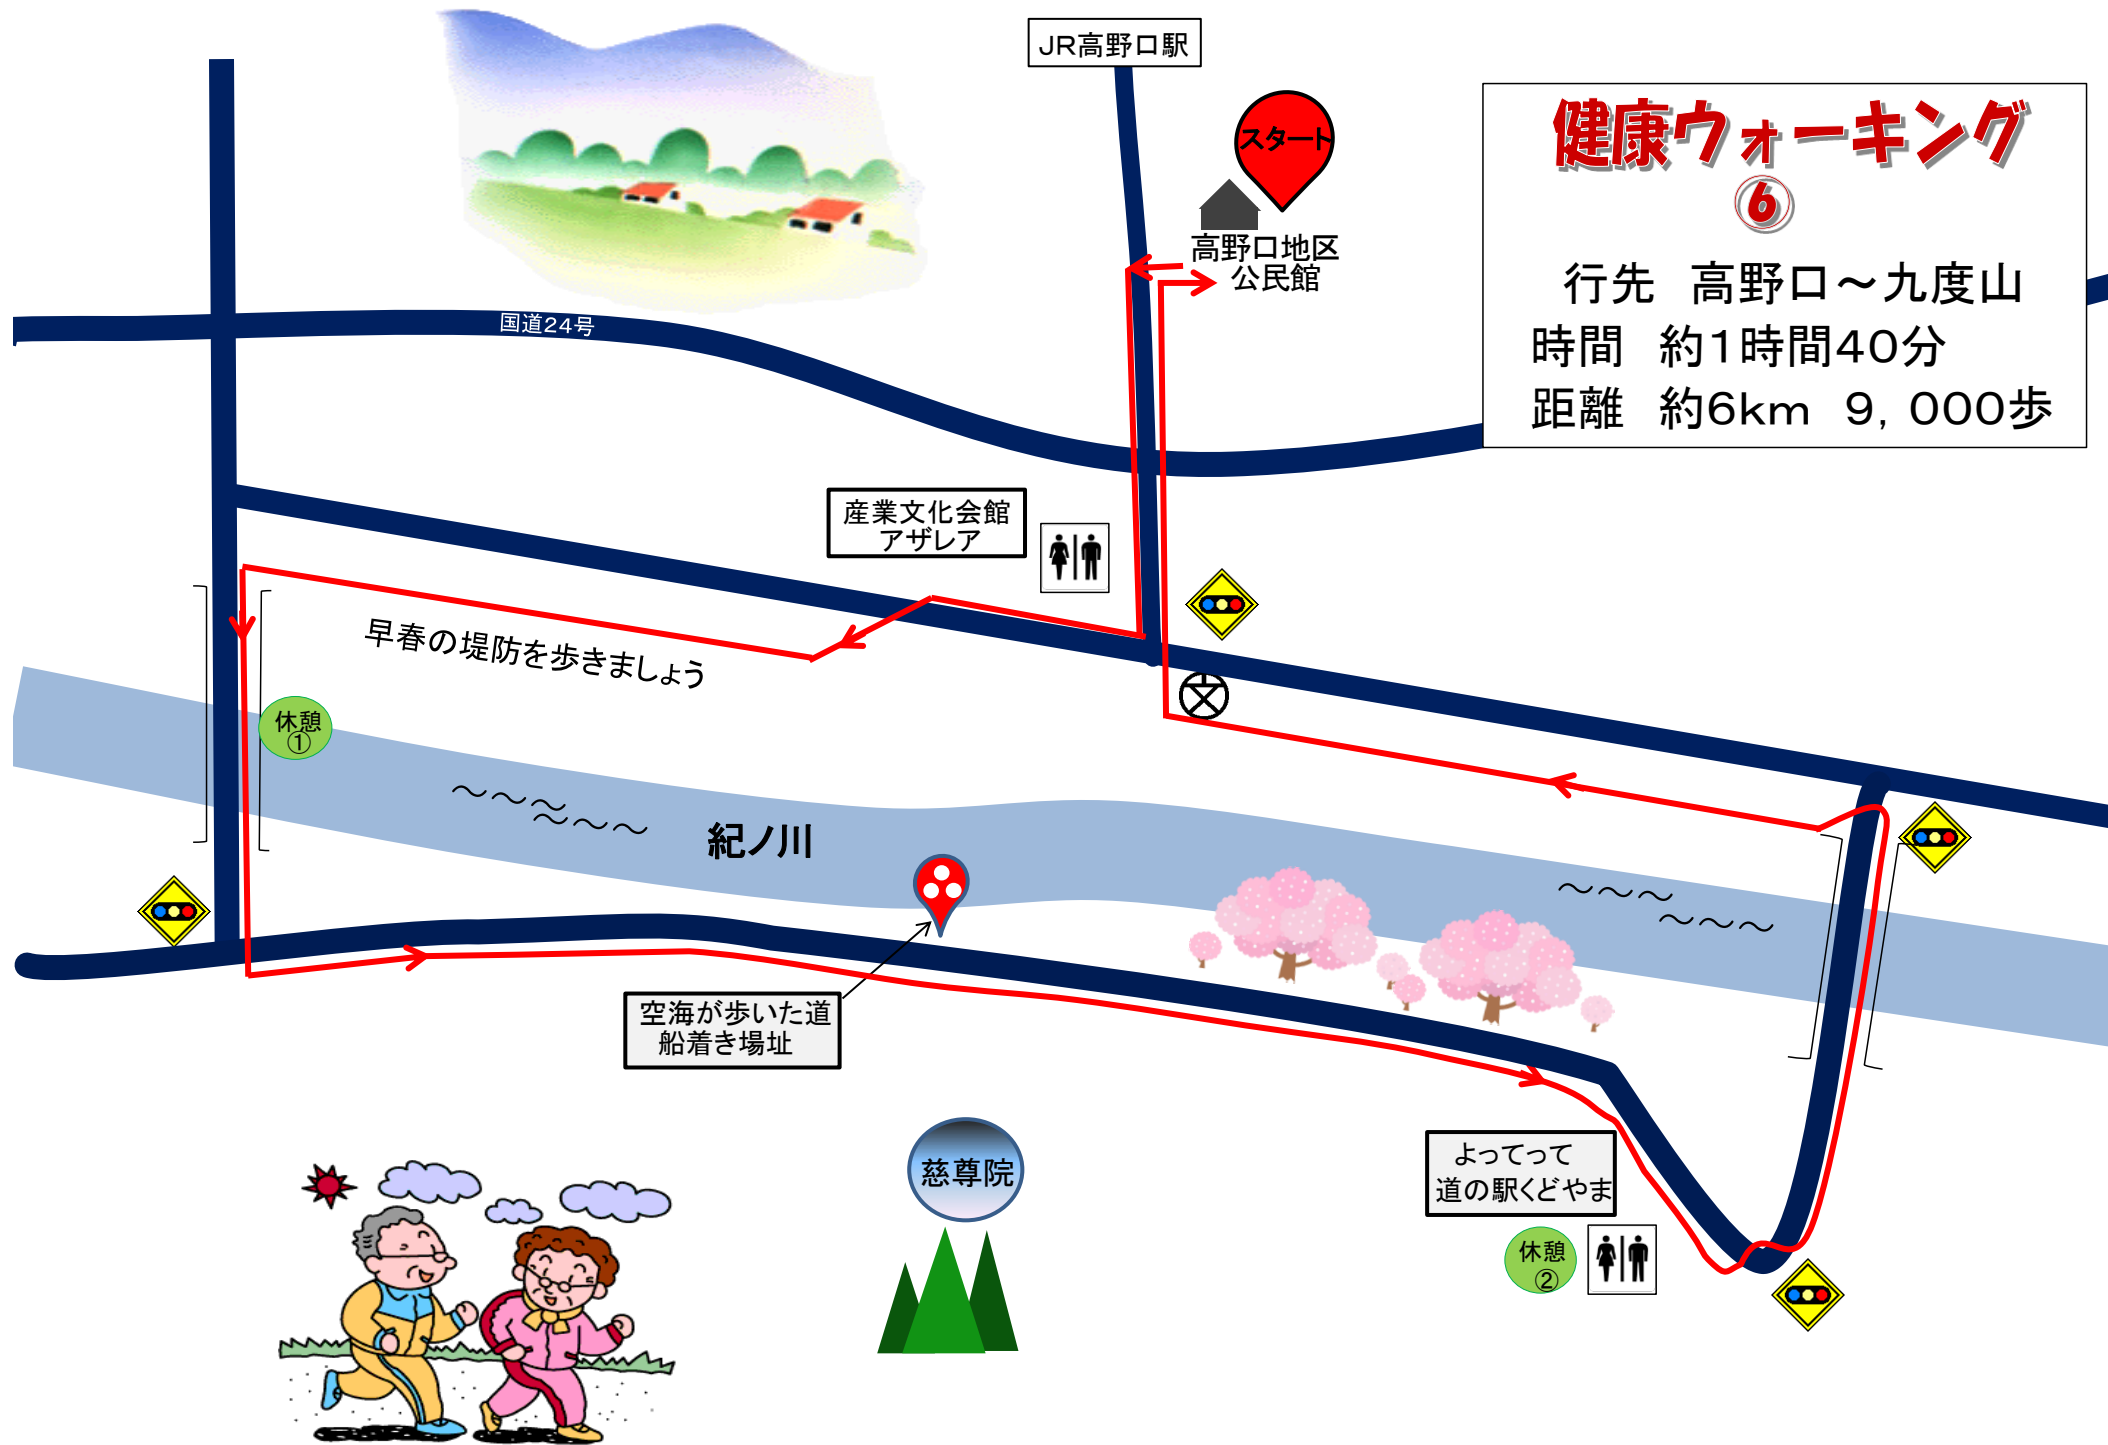 JR高野口駅
スタート
高野口地区
公民館
健康ウォーキング
⑥
行先　高野口～九度山
時間　約1時間40分
距離　約6km　9，000歩
国道24号
産業文化会館
アザレア
早春の堤防を歩きましょう
休憩
①
紀ノ川
空海が歩いた道
船着き場址
慈尊院
よってって
道の駅くどやま
休憩
②